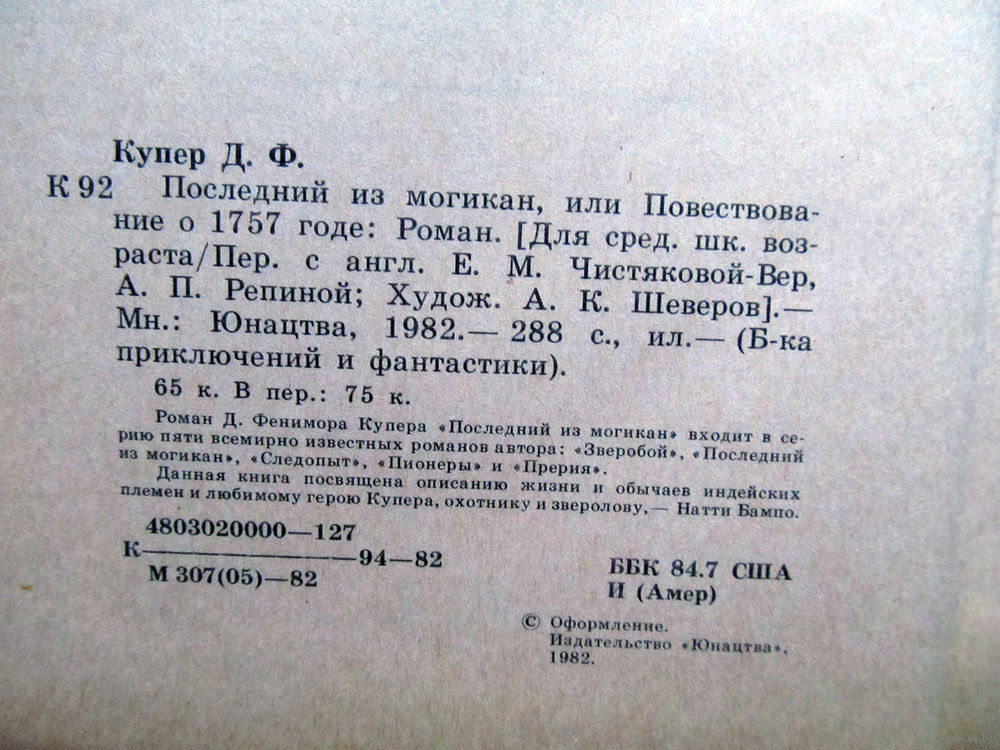 Купер Д. Ф.
К 92 Последний из могикан, или Повествова-
ние о 1757 годе: Роман. [Для сред. шк. воз-
раста/Пер. с англ. Е. М. Чистяковой-Вер,
А. П. Репиной; Худож. А. К. Шеверов].—
Мн.: Юнацтва, 1982.— 288 с., ил.— (Б-ка
приключений и фантастики).
65 к. В пер.: 75 к.
Роман Д. Фенимора Купера «Последний из могикан» входит в се-
рию пяти всемирно известных романов автора: «Зверобой», «Последний
из могикан», «Следопыт», «Пионеры» и «Прерия».
Данная книга посвящена описанию жизни и обычаев индейских
племен и любимому герою Купера, охотнику и зверолову,— Натти Бампо.
4803020000—127
К————94—82
М 307(05)—82
ББК 84.7 США
И (Амер)
© Оформление.
Издательство «Юнацтва»,
1982.